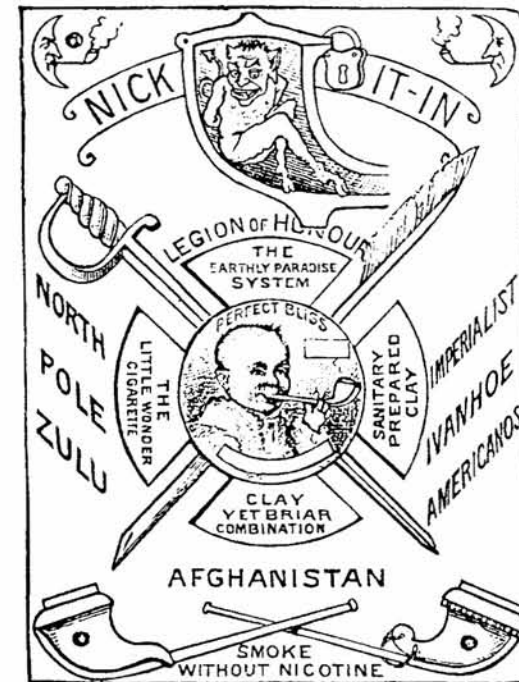 NICK IT-IN
LEGION OF HONOUR
THE
EARTHLY PARADISE
SYSTEM
PERFECT BLISS
THE
LITTLE WONDER
CIGARETTE
SANITARY
PREPARED
CLAY
CLAY
YET BRIAR
COMBINATION
NORTH
POLE
ZULU
IMPERIALIST
IVANHOE
AMERICANOS
AFGHANISTAN
SMOKE
WITHOUT NICOTINE